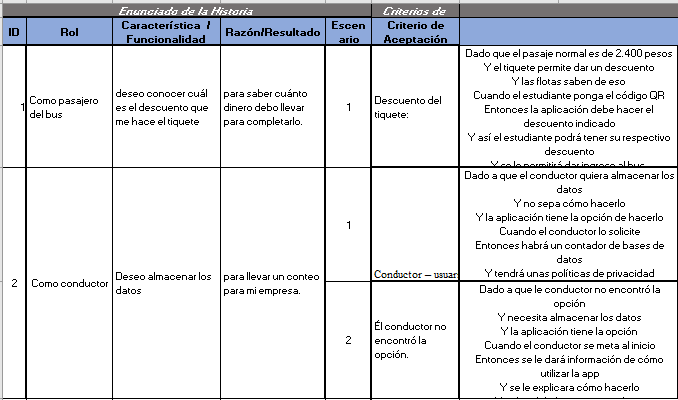 Enunciado de la Historia
Criterios de
ID
Rol
Característica /
Funcionalidad
Razón/Resultado
Escen
ario
Criterio de
Aceptación
1
Como pasajero
del bus
deseo conocer cuál
es el descuento que
me hace el tiquete
para saber cuánto
dinero debo llevar
para completarlo.
1
Descuento del
tiquete:
Dado que el pasaje normal es de 2.400 pesos
Y el tiquete permite dar un descuento
Y las flotas saben de eso
Cuando el estudiante ponga el código QR
Entonces la aplicación debe hacer el
descuento indicado
Y así el estudiante podrá tener su respectivo
descuento
Y se le permitirá dar ingreso al bus
2
Como conductor
Deseo almacenar los
datos
para llevar un conteo
para mi empresa.
1
Conductor – usuar
Dado a que el conductor quiera almacenar los
datos
Y no sepa cómo hacerlo
Y la aplicación tiene la opción de hacerlo
Cuando el conductor lo solicite
Entonces habrá un contador de bases de
datos
Y tendrá unas políticas de privacidad
2
Él conductor no
encontró la
opción.
Dado a que le conductor no encontró la
opción
Y necesita almacenar los datos
Y la aplicación tiene la opción
Cuando el conductor se meta al inicio
Entonces se le dará información de cómo
utilizar la app
Y se le explicara cómo hacerlo